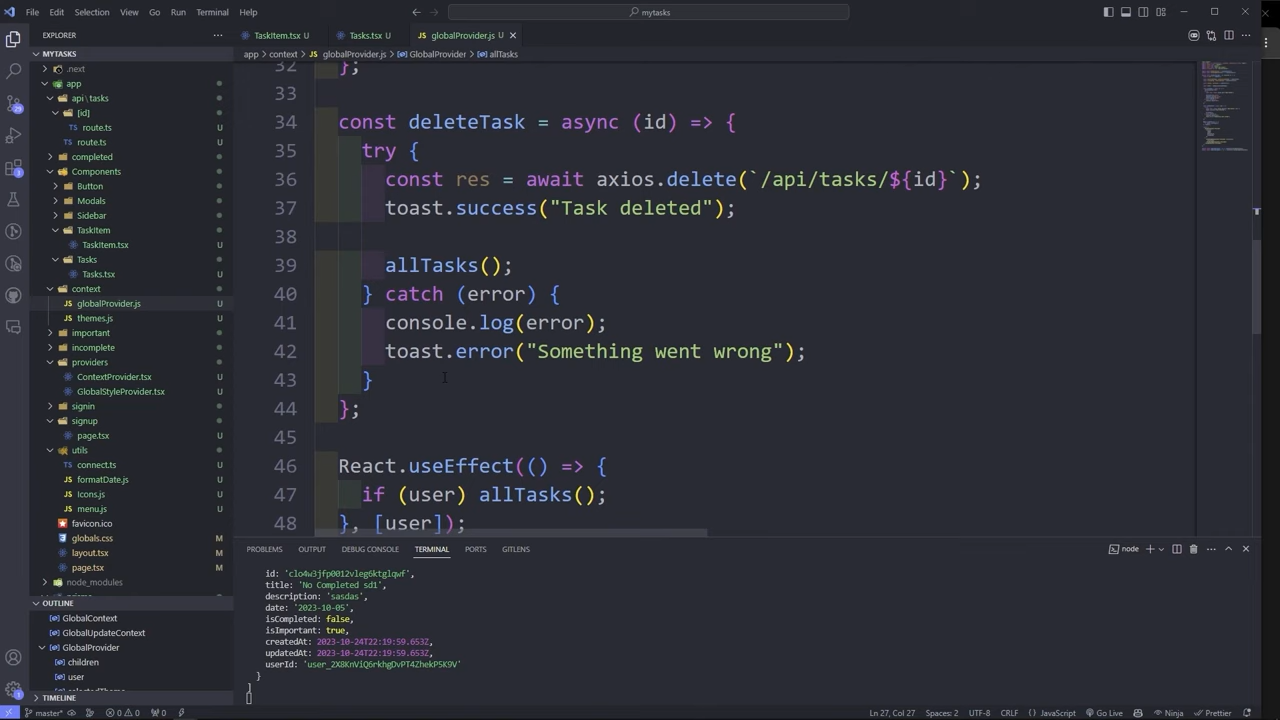 File Edit Selection View Go Run Terminal Help
mytasks
EXPLORER
TaskItem.tsx U
Tasks.tsx U
globalProvider.js U
MYTASKS
app > context > globalProvider.js > GlobalProvider > allTasks
.next
app
api\tasks
[id]
route.ts U
route.ts U
completed
Components
Button
Modals
Sidebar
TaskItem
TaskItem.tsx U
Tasks
Tasks.tsx U
context
globalProvider.js U
themes.js U
important
incomplete
providers
ContextProvider.tsx U
GlobalStyleProvider.tsx U
signin
signup
page.tsx U
utils
connect.ts U
formatDate.js U
Icons.js U
menu.js U
favicon.ico
globals.css M
layout.tsx M
page.tsx M
node_modules
OUTLINE
GlobalContext
GlobalUpdateContext
GlobalProvider
children
user
selectedTheme
TIMELINE
32 };
33
34 const deleteTask = async (id) => {
35 try {
36 const res = await axios.delete(`/api/tasks/${id}`);
37 toast.success("Task deleted");
38
39 allTasks();
40 } catch (error) {
41 console.log(error);
42 toast.error("Something went wrong");
43 }
44 };
45
46 React.useEffect(() => {
47 if (user) allTasks();
48 }, [user]);
PROBLEMS OUTPUT DEBUG CONSOLE TERMINAL PORTS GITLENS
node
id: 'clo4w3jfp0012vleg6ktglqwf',
title: 'No Completed sd1',
description: 'sasdas',
date: '2023-10-05',
isCompleted: false,
isImportant: true,
createdAt: 2023-10-24T22:19:59.653Z,
updatedAt: 2023-10-24T22:19:59.653Z,
userId: 'user_2X8KnViQ6rkhgDvPT4ZhekP5K9V'
}
]
master* 0 0 0 Ln 27, Col 27 Spaces: 2 UTF-8 CRLF JavaScript Go Live Ninja Prettier